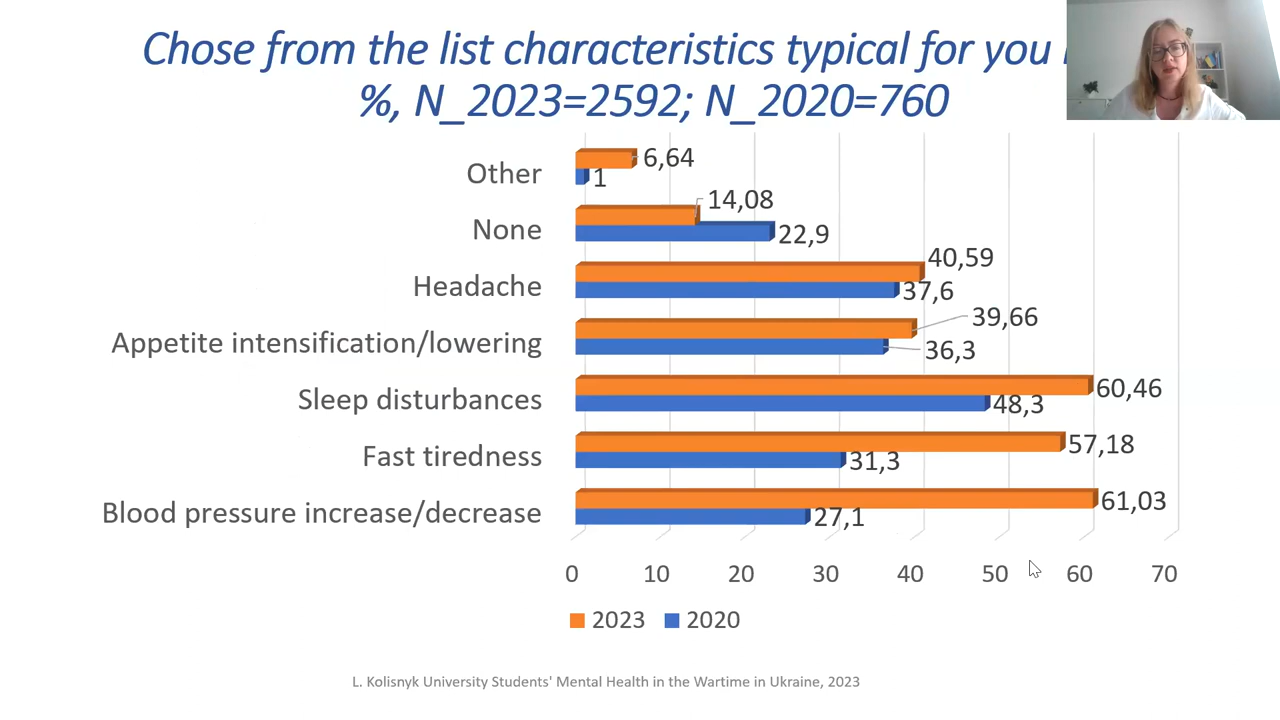 Chose from the list characteristics typical for you
%, N_2023=2592; N_2020=760
Other
6,64
1
None
14,08
22,9
Headache
40,59
37,6
Appetite intensification/lowering
39,66
36,3
Sleep disturbances
60,46
48,3
Fast tiredness
57,18
31,3
Blood pressure increase/decrease
61,03
27,1
0 10 20 30 40 50 60 70
2023 2020
L. Kolisnyk University Students' Mental Health in the Wartime in Ukraine, 2023